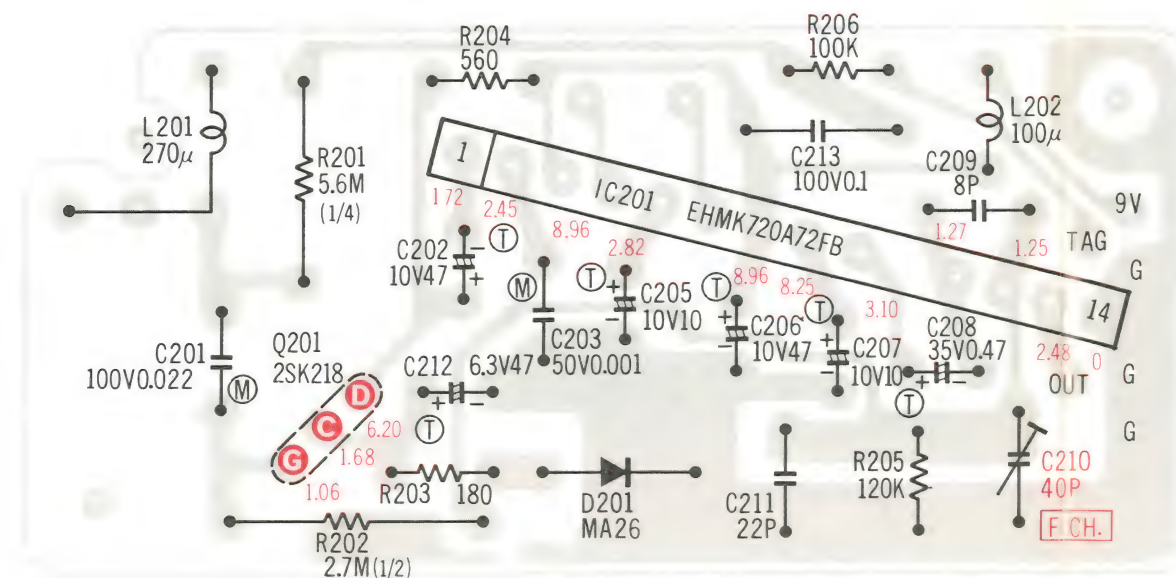 R204
560
R206
100K
L201
270μ
R201
5.6M
(1/4)
L202
100μ
C213
100V0.1
C209
8P
1
IC201 EHMK720A72FB
14
1.72
2.45
8.96
2.82
8.96
8.25
3.10
1.27
1.25
2.48
0
9V
TAG
G
OUT
G
G
C202
10V47
T
-
+
M
C203
50V0.001
T
+
-
C205
10V10
T
+
-
C206
10V47
T
+
-
C207
10V10
C208
35V0.47
+
-
T
C201
100V0.022
M
Q201
2SK218
D
C
G
6.20
1.68
1.06
C212
6.3V47
+
-
T
R203
180
R202
2.7M (1/2)
D201
MA26
C211
22P
R205
120K
C210
40P
F CH.